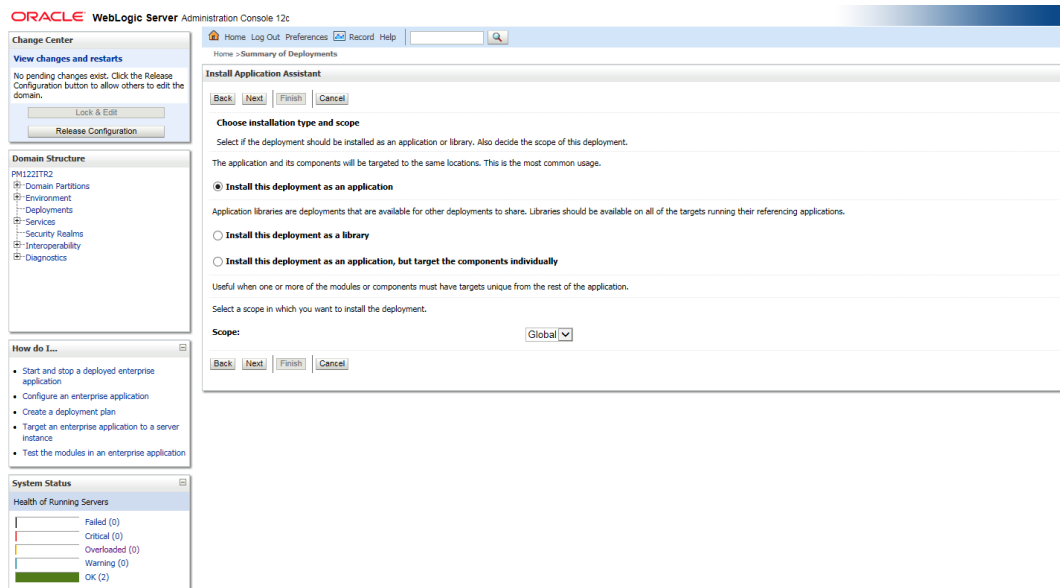 ORACLE WebLogic Server Administration Console 12c
Change Center
View changes and restarts
No pending changes exist. Click the Release
Configuration button to allow others to edit the
domain.
Lock & Edit
Release Configuration
Domain Structure
PM122ITR2
Domain Partitions
Environment
Deployments
Services
Security Realms
Interoperability
Diagnostics
How do I...
Start and stop a deployed enterprise
application
Configure an enterprise application
Create a deployment plan
Target an enterprise application to a server
instance
Test the modules in an enterprise application
System Status
Health of Running Servers
Failed (0)
Critical (0)
Overloaded (0)
Warning (0)
OK (2)
Home Log Out Preferences Record Help
Home >Summary of Deployments
Install Application Assistant
Back Next Finish Cancel
Choose installation type and scope
Select if the deployment should be installed as an application or library. Also decide the scope of this deployment.
The application and its components will be targeted to the same locations. This is the most common usage.
Install this deployment as an application
Application libraries are deployments that are available for other deployments to share. Libraries should be available on all of the targets running their referencing applications.
Install this deployment as a library
Install this deployment as an application, but target the components individually
Useful when one or more of the modules or components must have targets unique from the rest of the application.
Select a scope in which you want to install the deployment.
Scope: Global
Back Next Finish Cancel